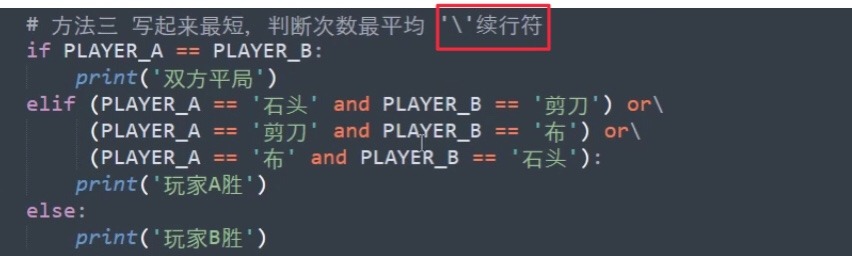 # 方法三 写起来最短，判断次数最平均 '\'续行符
if PLAYER_A == PLAYER_B:
    print('双方平局')
elif (PLAYER_A == '石头' and PLAYER_B == '剪刀') or\
     (PLAYER_A == '剪刀' and PLAYER_B == '布') or\
     (PLAYER_A == '布' and PLAYER_B == '石头'):
    print('玩家A胜')
else:
    print('玩家B胜')